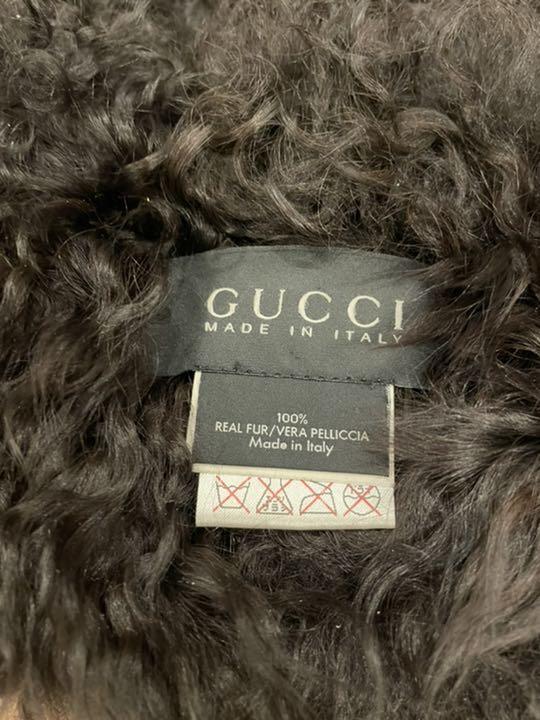 GUCCI
MADE IN ITALY
100%
REAL FUR/VERA PELLICCIA
Made in Italy